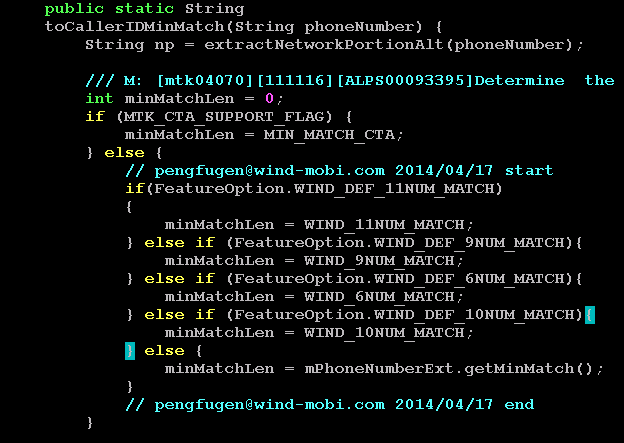 public static String
toCallerIDMinMatch(String phoneNumber) {
String np = extractNetworkPortionAlt(phoneNumber);
/// M: [mtk04070][111116][ALPS00093395]Determine  the
int minMatchLen = 0;
if (MTK_CTA_SUPPORT_FLAG) {
minMatchLen = MIN_MATCH_CTA;
} else {
// pengfugen@wind-mobi.com 2014/04/17 start
if(FeatureOption.WIND_DEF_11NUM_MATCH)
{
minMatchLen = WIND_11NUM_MATCH;
} else if (FeatureOption.WIND_DEF_9NUM_MATCH){
minMatchLen = WIND_9NUM_MATCH;
} else if (FeatureOption.WIND_DEF_6NUM_MATCH){
minMatchLen = WIND_6NUM_MATCH;
} else if (FeatureOption.WIND_DEF_10NUM_MATCH){
minMatchLen = WIND_10NUM_MATCH;
} else {
minMatchLen = mPhoneNumberExt.getMinMatch();
}
// pengfugen@wind-mobi.com 2014/04/17 end
}